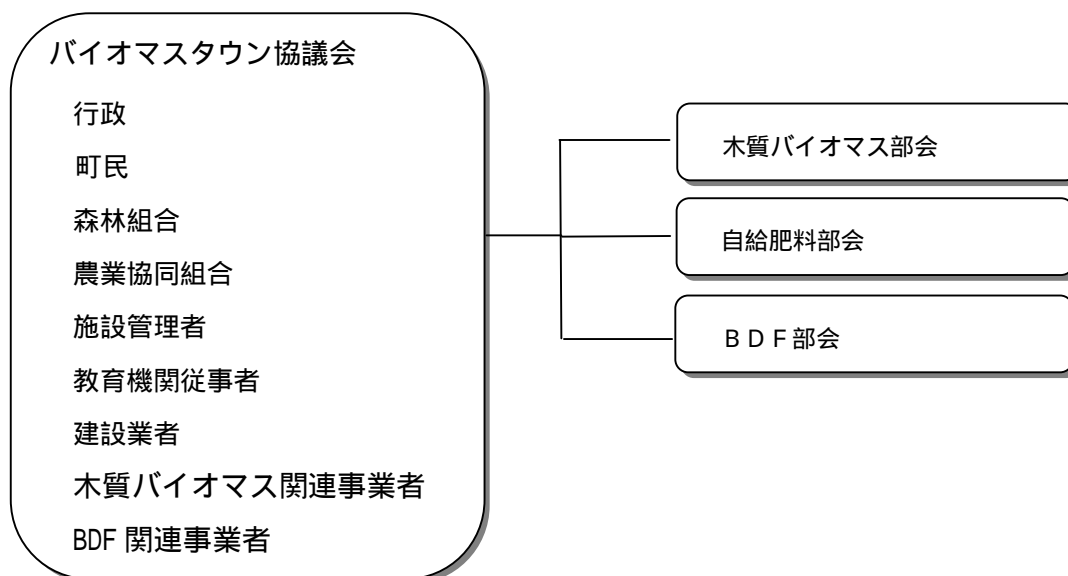 バイオマスタウン協議会
行政
町民
森林組合
農業協同組合
施設管理者
教育機関従事者
建設業者
木質バイオマス関連事業者
BDF 関連事業者
木質バイオマス部会
自給肥料部会
ＢＤＦ部会